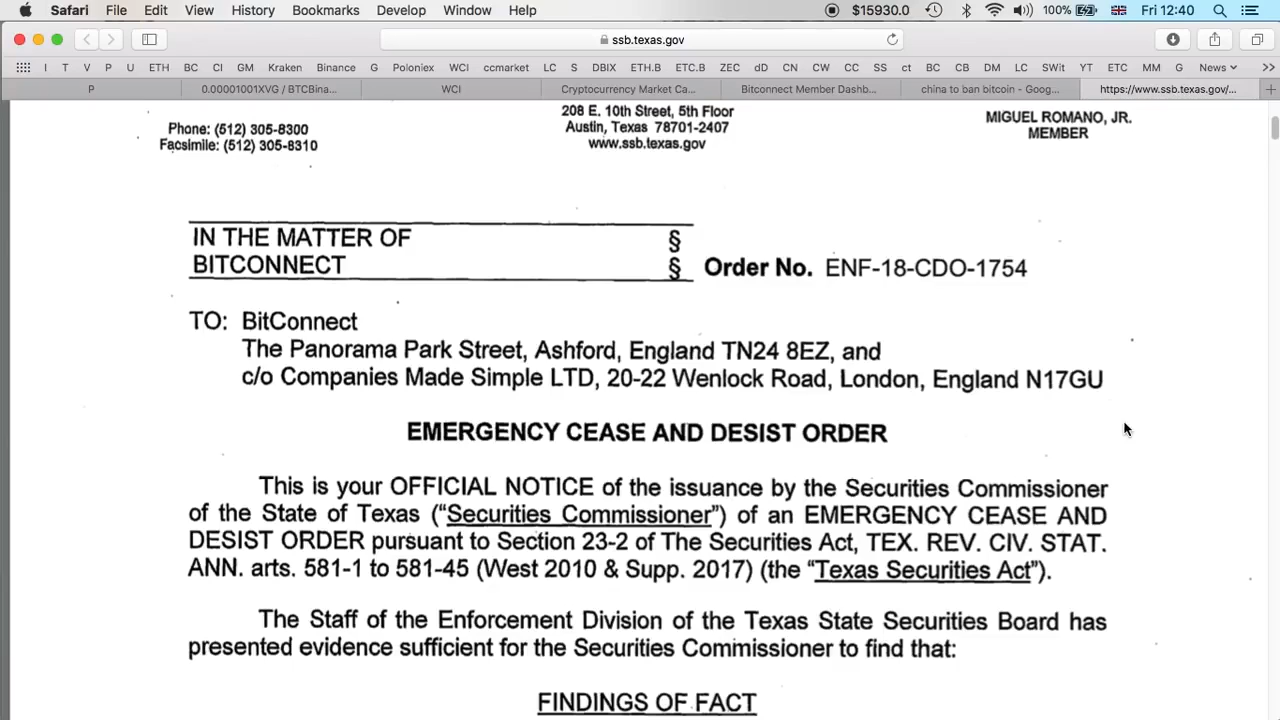 Safari File Edit View History Bookmarks Develop Window Help $15930.0 100% Fri 12:40
ssb.texas.gov
I T V P U ETH BC CI GM Kraken Binance G Poloniex WCI ccmarket LC S DBIX ETH.B ETC.B ZEC dD CN CW CC SS ct BC CB DM LC SWit YT ETC MM G News
P 0.00001001XVG / BTCBina... WCI Cryptocurrency Market Ca... Bitconnect Member Dashb... china to ban bitcoin - Goog... https://www.ssb.texas.gov/...
208 E. 10th Street, 5th Floor
Austin, Texas 78701-2407
www.ssb.texas.gov
Phone: (512) 305-8300
Facsimile: (512) 305-8310
MIGUEL ROMANO, JR.
MEMBER
IN THE MATTER OF §
BITCONNECT § Order No. ENF-18-CDO-1754
TO: BitConnect
The Panorama Park Street, Ashford, England TN24 8EZ, and
c/o Companies Made Simple LTD, 20-22 Wenlock Road, London, England N17GU
EMERGENCY CEASE AND DESIST ORDER
This is your OFFICIAL NOTICE of the issuance by the Securities Commissioner
of the State of Texas (“Securities Commissioner”) of an EMERGENCY CEASE AND
DESIST ORDER pursuant to Section 23-2 of The Securities Act, TEX. REV. CIV. STAT.
ANN. arts. 581-1 to 581-45 (West 2010 & Supp. 2017) (the “Texas Securities Act”).
The Staff of the Enforcement Division of the Texas State Securities Board has
presented evidence sufficient for the Securities Commissioner to find that:
FINDINGS OF FACT